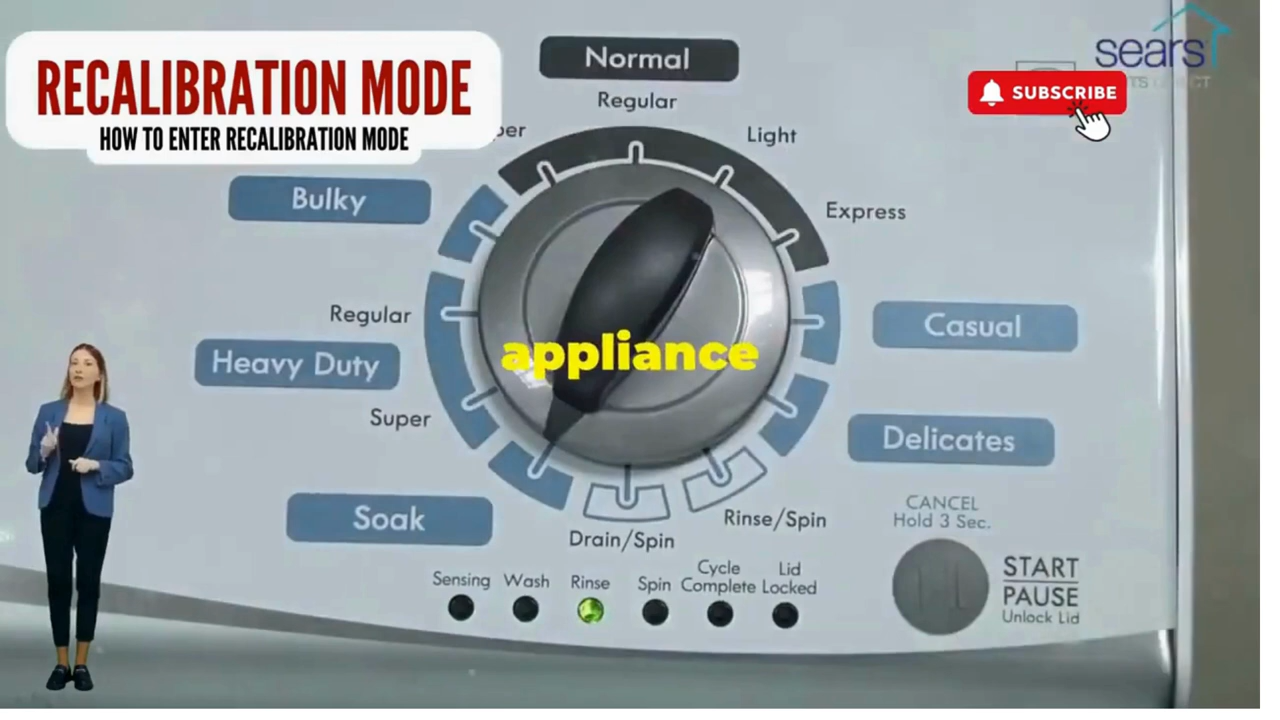 RECALIBRATION MODE
HOW TO ENTER RECALIBRATION MODE
sears
SUBSCRIBE
Normal
Regular
Light
Express
Bulky
Regular
Heavy Duty
Super
Soak
appliance
Casual
Delicates
Rinse/Spin
Drain/Spin
CANCEL
Hold 3 Sec.
START
PAUSE
Unlock Lid
Sensing
Wash
Rinse
Spin
Cycle
Complete
Lid
Locked